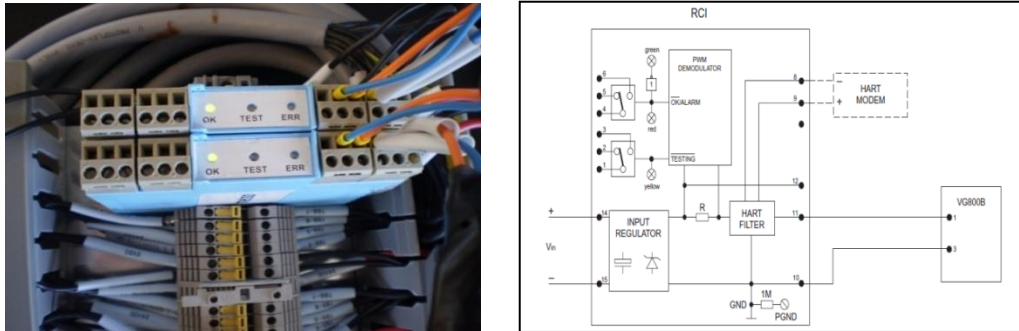 OK TEST ERR
OK TEST ERR
RCI
green
PWM
DEMODULATOR
6
5
4
1
OK/ALARM
red
3
2
1
TESTING
yellow
8
9
HART
MODEM
12
VG800B
+
14
INPUT
REGULATOR
R
HART
FILTER
11
1
3
Vin
15
10
GND
1M
PGND